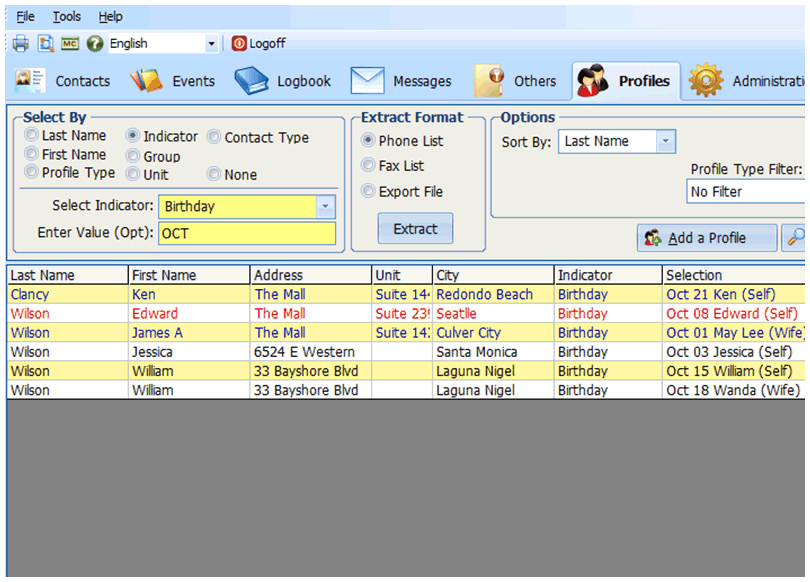 File Tools Help
MC English Logoff
Contacts Events Logbook Messages Others Profiles Administrati
Select By Extract Format Options
Last Name Indicator Contact Type Phone List Sort By: Last Name
First Name Group Fax List
Profile Type Unit None Profile Type Filter:
Export File No Filter
Select Indicator: Birthday
Enter Value (Opt): OCT Extract Add a Profile
Last Name First Name Address Unit City Indicator Selection
Clancy Ken The Mall Suite 144 Redondo Beach Birthday Oct 21 Ken (Self)
Wilson Edward The Mall Suite 239 Seatlle Birthday Oct 08 Edward (Self)
Wilson James A The Mall Suite 142 Culver City Birthday Oct 01 May Lee (Wife)
Wilson Jessica 6524 E Western Santa Monica Birthday Oct 03 Jessica (Self)
Wilson William 33 Bayshore Blvd Laguna Nigel Birthday Oct 15 William (Self)
Wilson William 33 Bayshore Blvd Laguna Nigel Birthday Oct 18 Wanda (Wife)